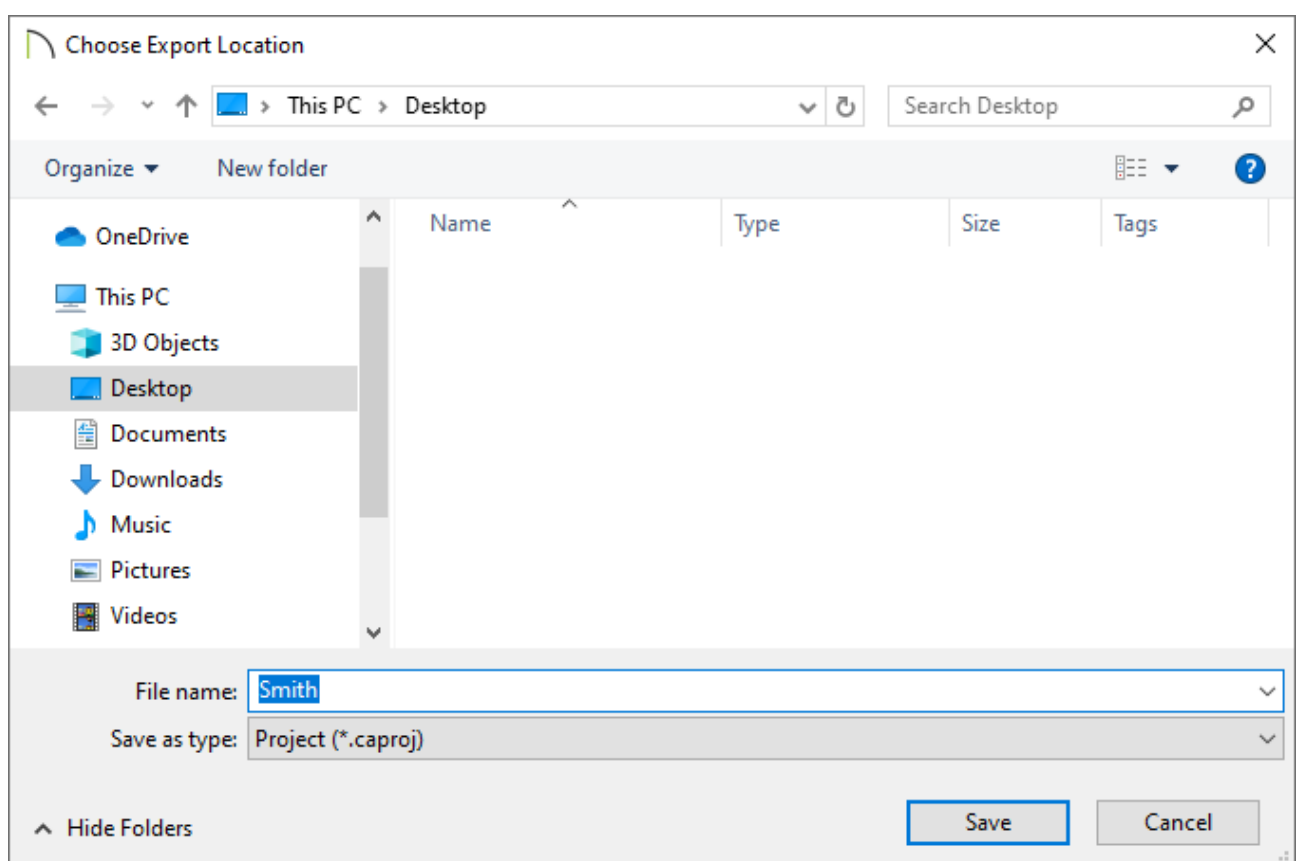 Choose Export Location
This PC > Desktop
Search Desktop
Organize
New folder
?
Name
Type
Size
Tags
OneDrive
This PC
3D Objects
Desktop
Documents
Downloads
Music
Pictures
Videos
File name: Smith
Save as type: Project (*.caproj)
Hide Folders
Save
Cancel